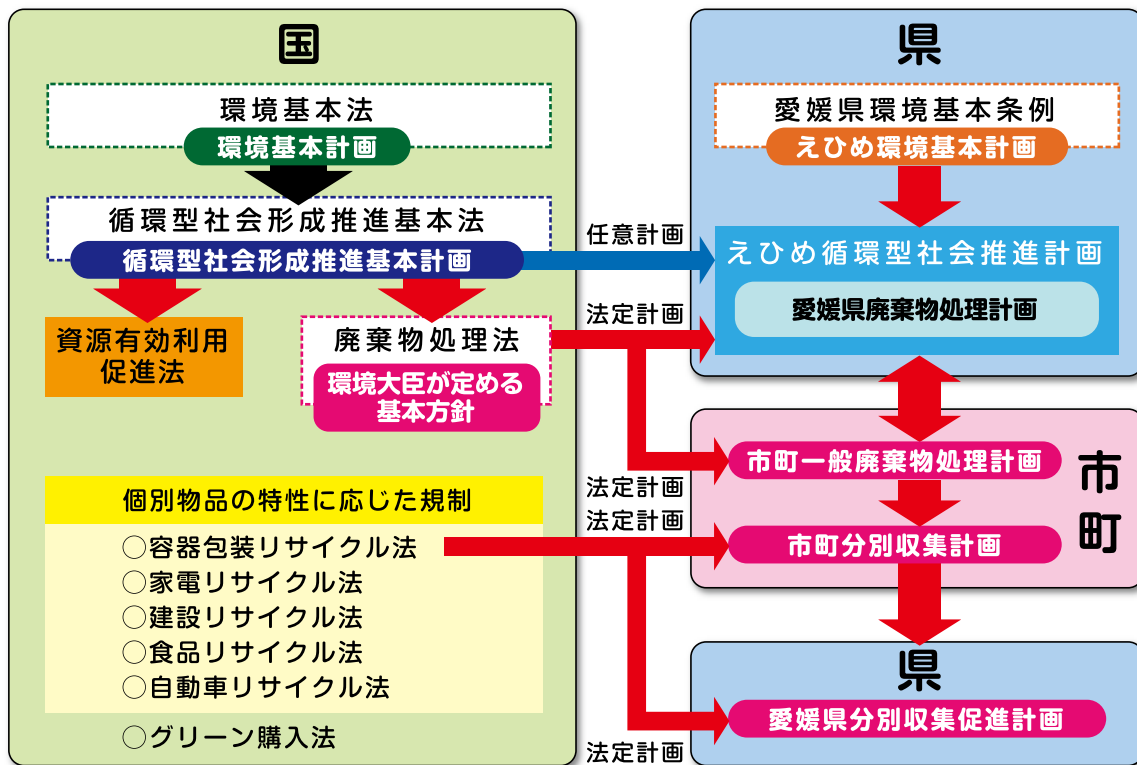 国
環境基本法
環境基本計画
循環型社会形成推進基本法
循環型社会形成推進基本計画
資源有効利用
促進法
廃棄物処理法
環境大臣が定める
基本方針
個別物品の特性に応じた規制
○容器包装リサイクル法
○家電リサイクル法
○建設リサイクル法
○食品リサイクル法
○自動車リサイクル法
○グリーン購入法
任意計画
法定計画
法定計画
法定計画
法定計画
県
愛媛県環境基本条例
えひめ環境基本計画
えひめ循環型社会推進計画
愛媛県廃棄物処理計画
市町
市町一般廃棄物処理計画
市町分別収集計画
県
愛媛県分別収集促進計画